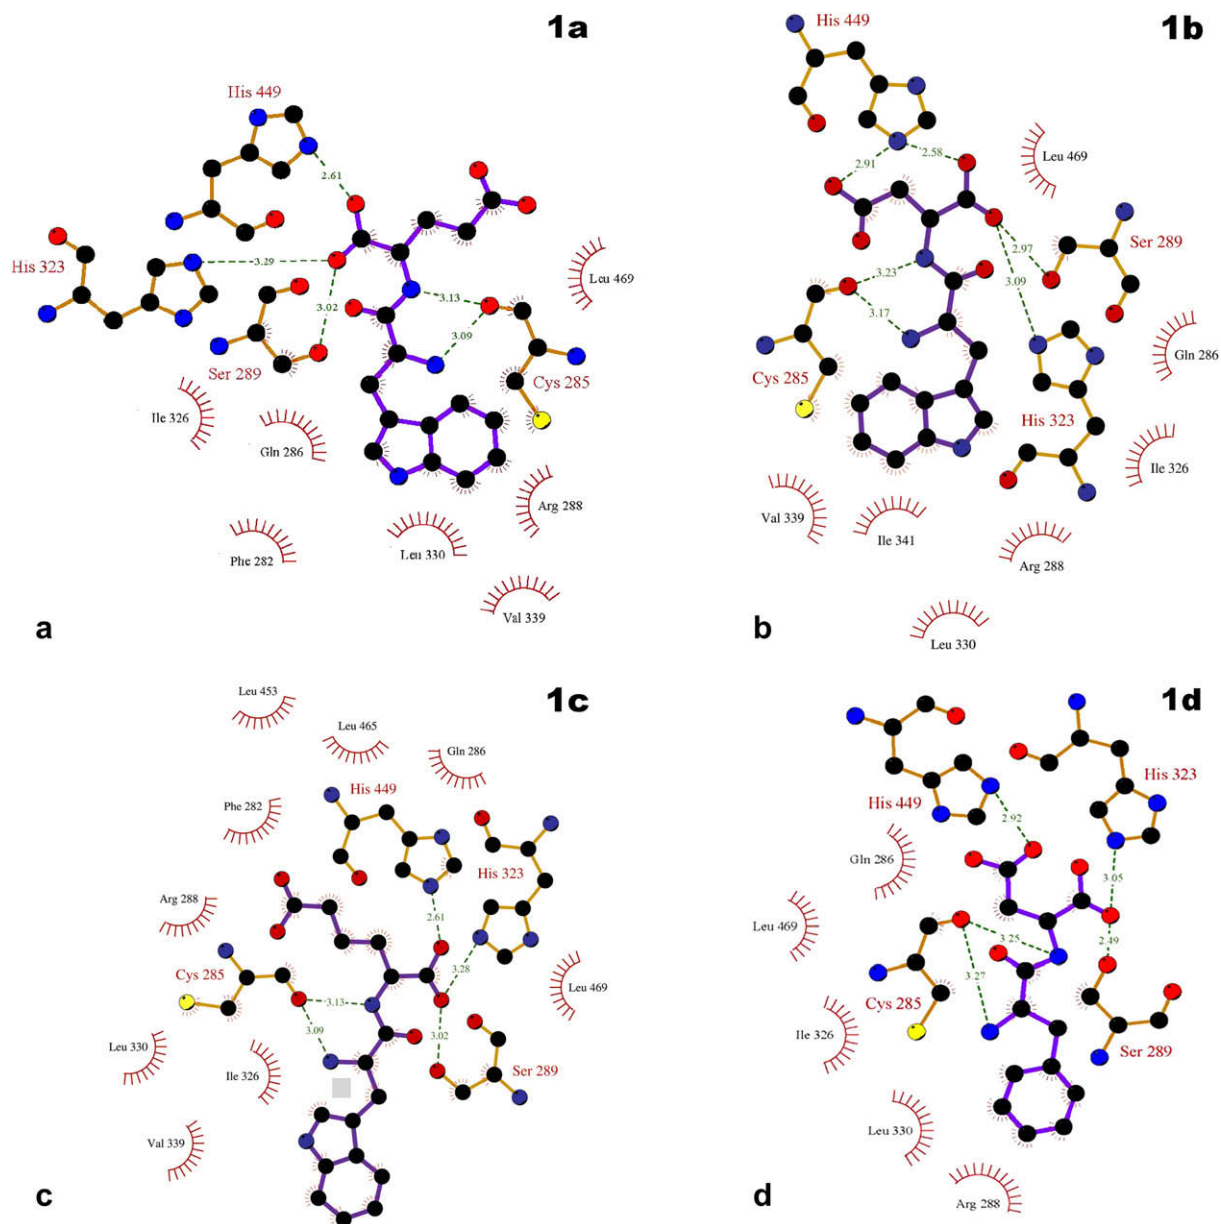 1a
His 449
2.61
His 323
3.29
3.02
3.13
3.09
Leu 469
Ser 289
Cys 285
Ile 326
Gln 286
Arg 288
Phe 282
Leu 330
Val 339
a
1b
His 449
2.91
2.58
Leu 469
Ser 289
2.97
3.09
3.23
3.17
Gln 286
Cys 285
His 323
Ile 326
Val 339
Ile 341
Arg 288
Leu 330
b
1c
Leu 453
Leu 465
Gln 286
His 449
Phe 282
His 323
Arg 288
2.61
3.28
Cys 285
Leu 469
3.13
3.09
3.02
Leu 330
Ile 326
Ser 289
Val 339
c
1d
His 323
His 449
2.92
Gln 286
3.05
Leu 469
3.25
2.49
3.27
Cys 285
Ile 326
Ser 289
Leu 330
Arg 288
d